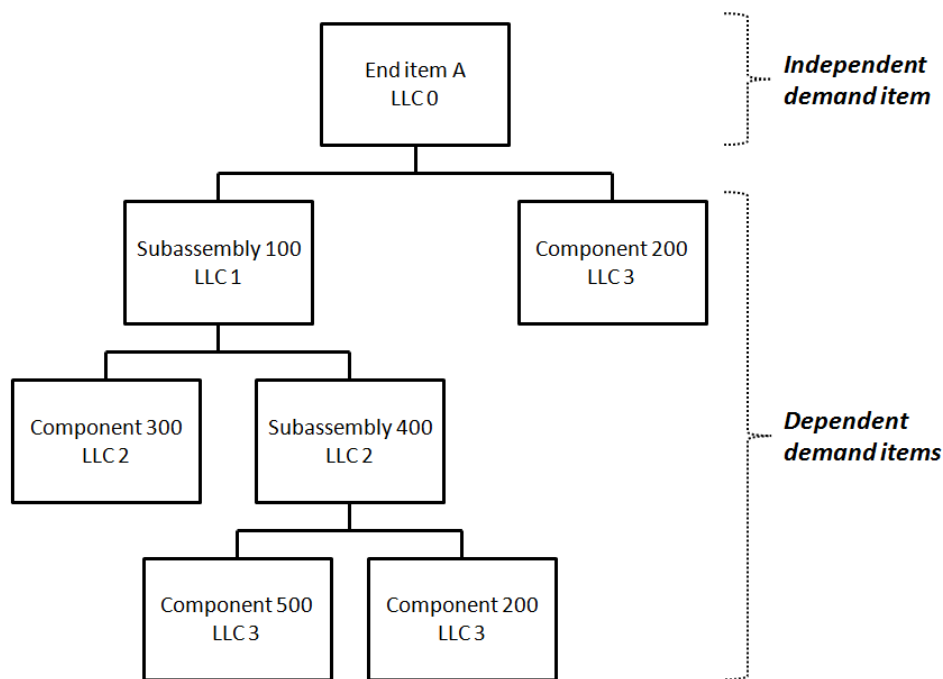 End item A
LLC 0
Independent
demand item
Subassembly 100
LLC 1
Component 200
LLC 3
Component 300
LLC 2
Subassembly 400
LLC 2
Dependent
demand items
Component 500
LLC 3
Component 200
LLC 3